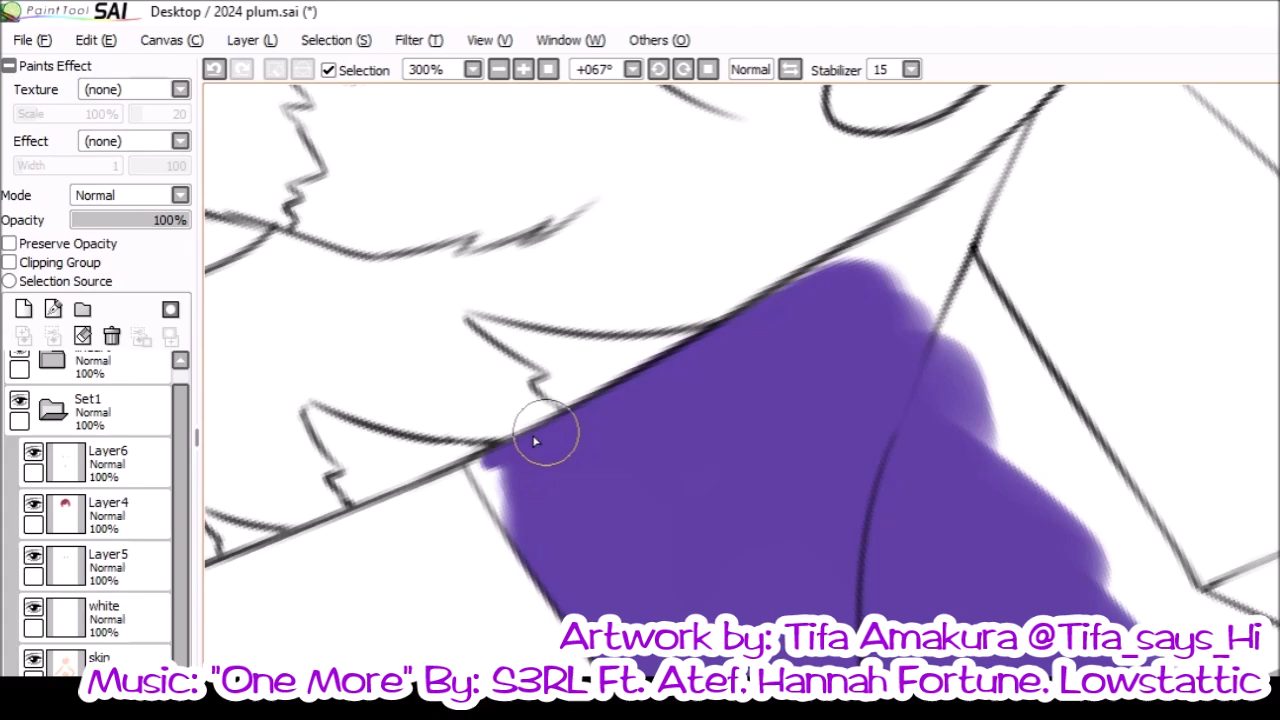 PaintTool SAI Desktop / 2024 plum.sai (*)
File (F) Edit (E) Canvas (C) Layer (L) Selection (S) Filter (T) View (V) Window (W) Others (O)
Paints Effect
Selection 300% +067° Normal Stabilizer 15
Texture (none)
Scale 100% 20
Effect (none)
Width 1 100
Mode Normal
Opacity 100%
Preserve Opacity
Clipping Group
Selection Source
Normal
100%
Set1
Normal
100%
Layer6
Normal
100%
Layer4
Normal
100%
Layer5
Normal
100%
white
Normal
100%
skin
Artwork by: Tifa Amakura @Tifa_says_Hi
Music: "One More" By: S3RL Ft. Atef. Hannah Fortune. Lowstattic